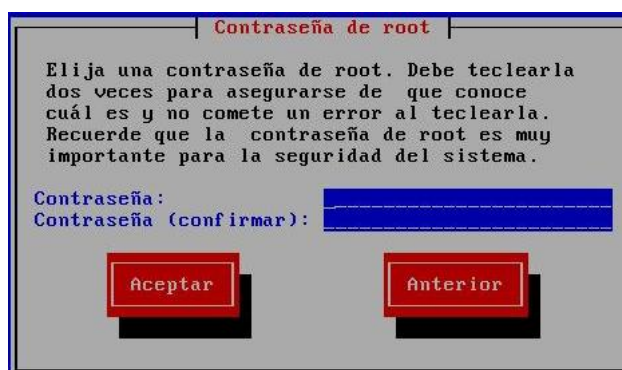 Contraseña de root
Elija una contraseña de root. Debe teclearla
dos veces para asegurarse de que conoce
cuál es y no comete un error al teclearla.
Recuerde que la contraseña de root es muy
importante para la seguridad del sistema.
Contraseña:
Contraseña (confirmar):
Aceptar Anterior